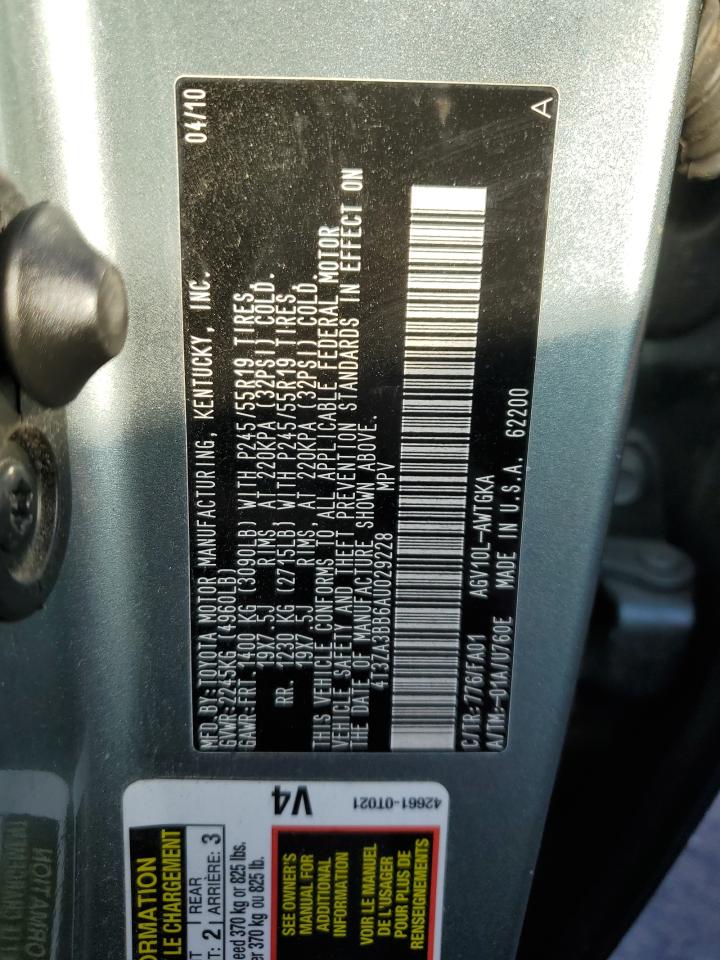 MFD. BY:TOYOTA MOTOR MANUFACTURING, KENTUCKY, INC. 04/10
GVWR:2245KG (4960LB)
GAWR:FRT.1400 KG (3090LB) WITH P245/55R19 TIRES,
19X7.5J RIMS, AT 220KPA (32PSI) COLD.
RR. 1230 KG (2715LB) WITH P245/55R19 TIRES,
19X7.5J RIMS, AT 220KPA (32PSI) COLD.
THIS VEHICLE CONFORMS TO ALL APPLICABLE FEDERAL MOTOR
VEHICLE SAFETY AND THEFT PREVENTION STANDARDS IN EFFECT ON
THE DATE OF MANUFACTURE SHOWN ABOVE.
4T3ZA3BB6AU029228 MPV
C/TR:776/FA01 AGV10L-AWTGKA
A/TM:-01A/U760E MADE IN U.S.A. 62200 A
V4
42661-0T021
ORMATION
LE CHARGEMENT
T: 2 REAR
ARRIÈRE: 3
eed 370 kg or 825 lbs.
er 370 kg ou 825 lb.
SEE OWNER'S
MANUAL FOR
ADDITIONAL
INFORMATION
VOIR LE MANUEL
DE L'USAGER
POUR PLUS DE
RENSEIGNEMENTS